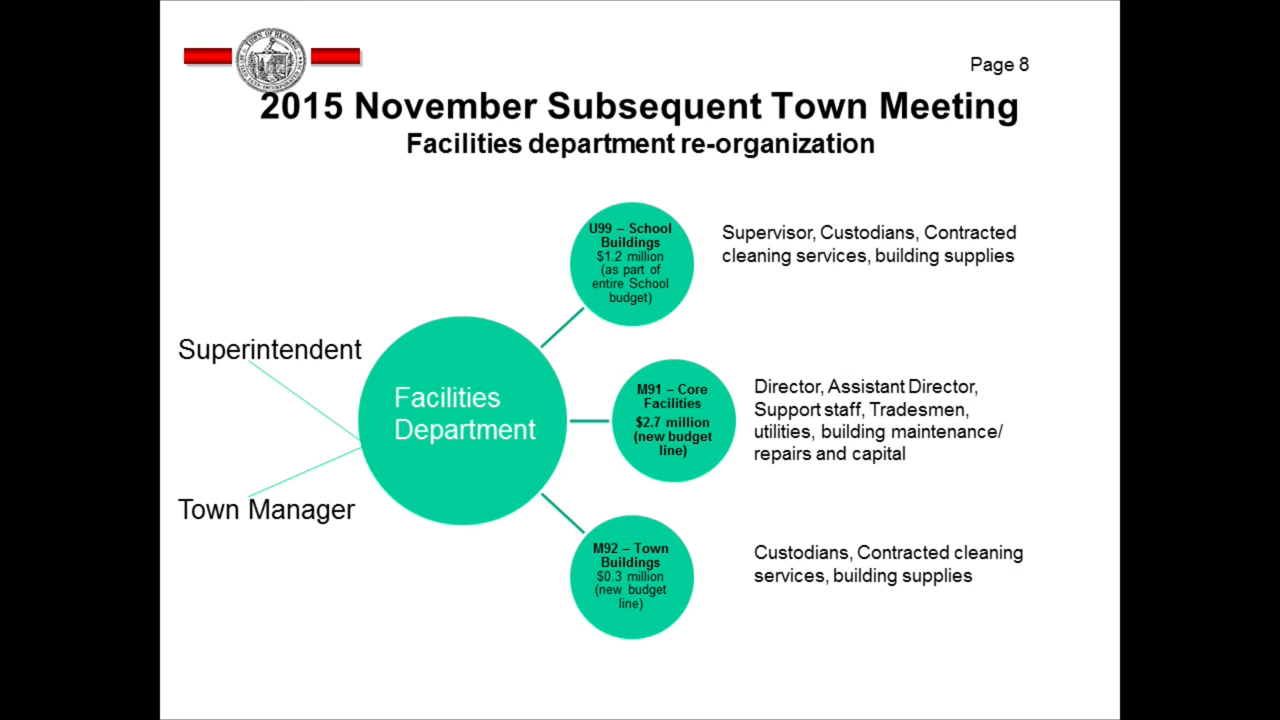 Page 8
TOWN OF READING
2015 November Subsequent Town Meeting
Facilities department re-organization
U99 – School
Buildings
$1.2 million
(as part of
entire School
budget)
Supervisor, Custodians, Contracted
cleaning services, building supplies
Superintendent
Town Manager
Facilities
Department
M91 – Core
Facilities
$2.7 million
(new budget
line)
Director, Assistant Director,
Support staff, Tradesmen,
utilities, building maintenance/
repairs and capital
M92 – Town
Buildings
$0.3 million
(new budget
line)
Custodians, Contracted cleaning
services, building supplies